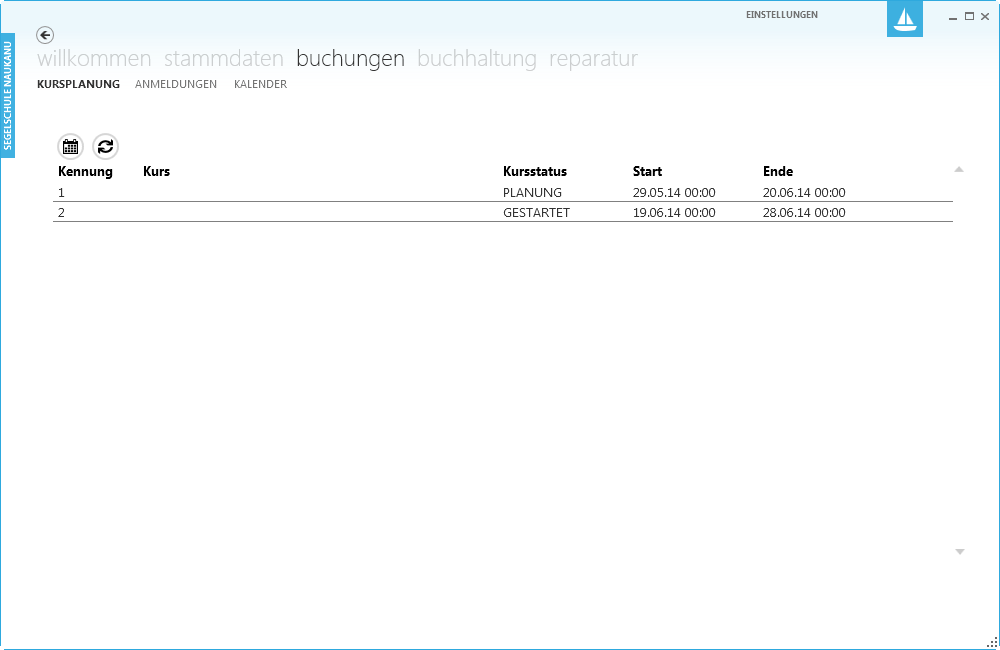 EINSTELLUNGEN
SEGELSCHULE NAUKANU
willkommen stammdaten buchungen buchhaltung reparatur
KURSPLANUNG ANMELDUNGEN KALENDER
Kennung Kurs Kursstatus Start Ende
1 PLANUNG 29.05.14 00:00 20.06.14 00:00
2 GESTARTET 19.06.14 00:00 28.06.14 00:00